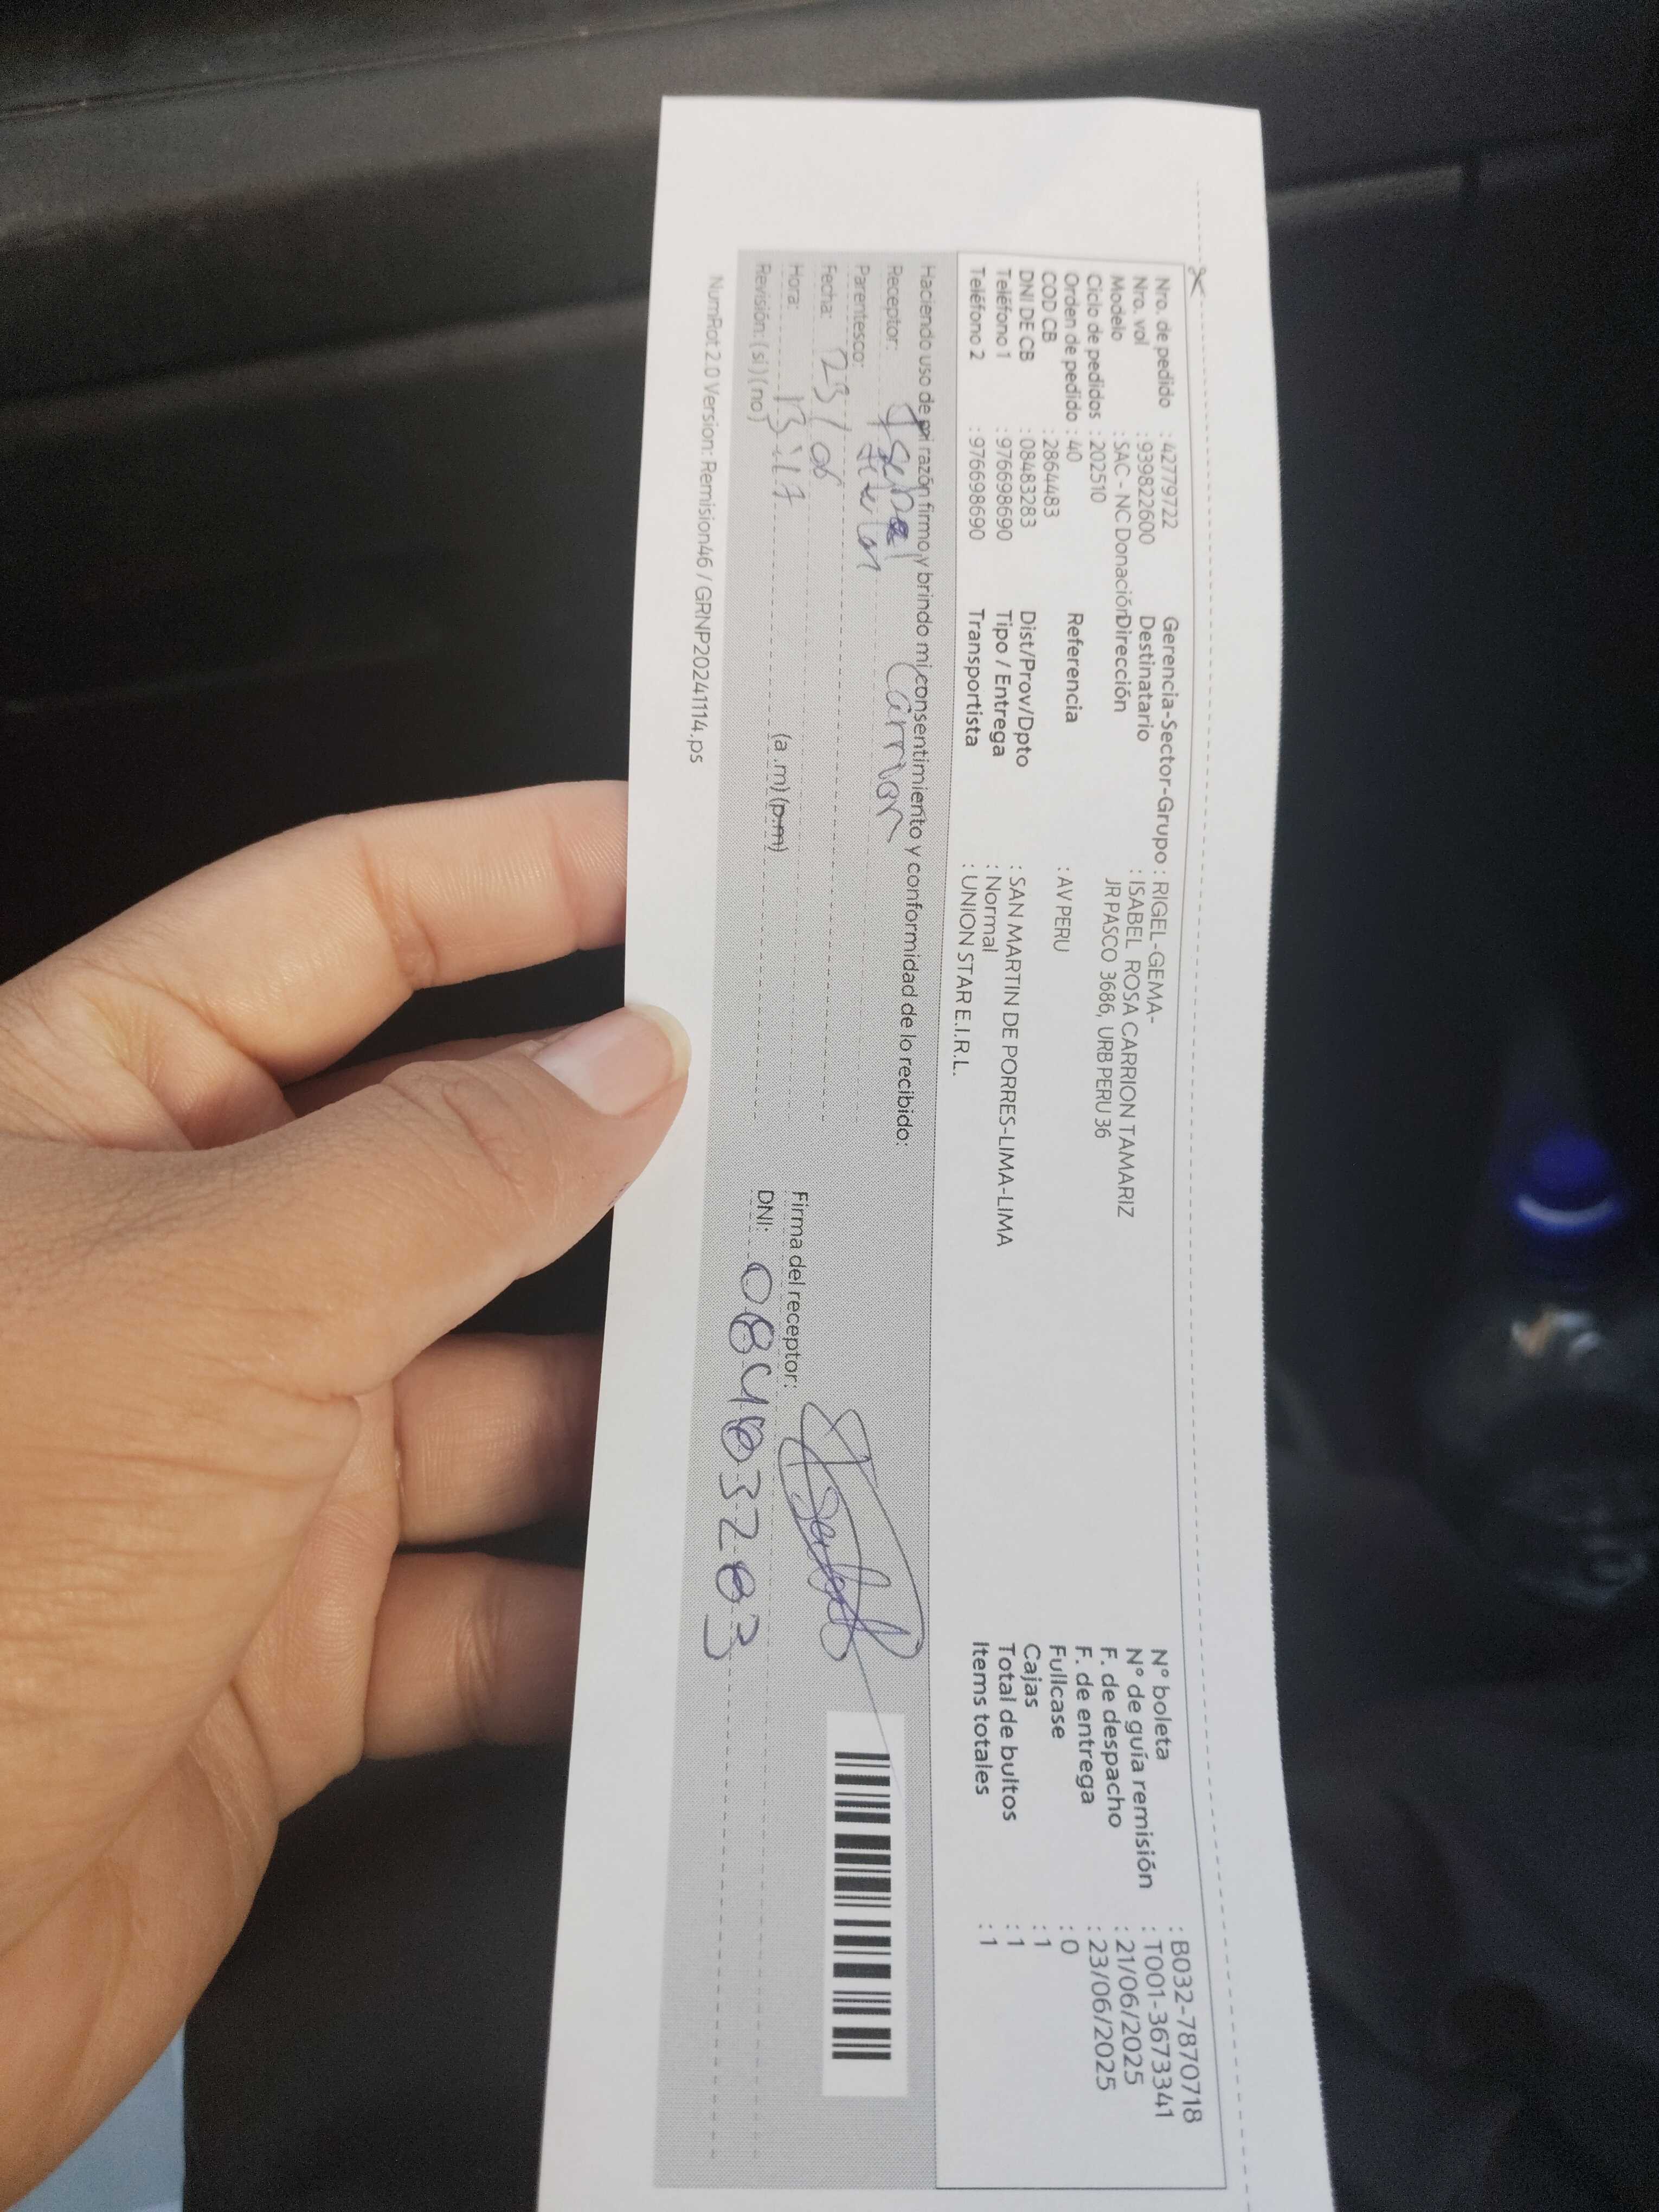 Nro. de pedido : 42779722
Nro. vol : 939822600
Modelo : SAC - NC Donación
Ciclo de pedidos : 202510
Orden de pedido : 40
COD CB : 2864483
DNI DE CB : 08483283
Teléfono 1 : 976698690
Teléfono 2 : 976698690
Gerencia-Sector-Grupo : RIGEL-GEMA-
Destinatario : ISABEL ROSA CARRION TAMARIZ
Dirección JR PASCO 3686, URB PERU 36
Referencia : AV PERU
Dist/Prov/Dpto : SAN MARTIN DE PORRES-LIMA-LIMA
Tipo / Entrega : Normal
Transportista : UNION STAR E.I.R.L.
N° boleta : B032-7870718
N° de guía remisión : T001-3673341
F. de despacho : 21/06/2025
F. de entrega : 23/06/2025
Fullcase : 0
Cajas : 1
Total de bultos : 1
Items totales : 1
Haciendo uso de mi razón firmo y brindo mi consentimiento y conformidad de lo recibido:
Receptor: Isabel Carrion
Parentesco: titular
Fecha: 23/06
Hora: 13:17 (a.m)(p.m)
Revisión: (si)(no)
Firma del receptor:
DNI: 08483283
NumRot 2.0 Version: Remision46 / GRNP20241114.ps